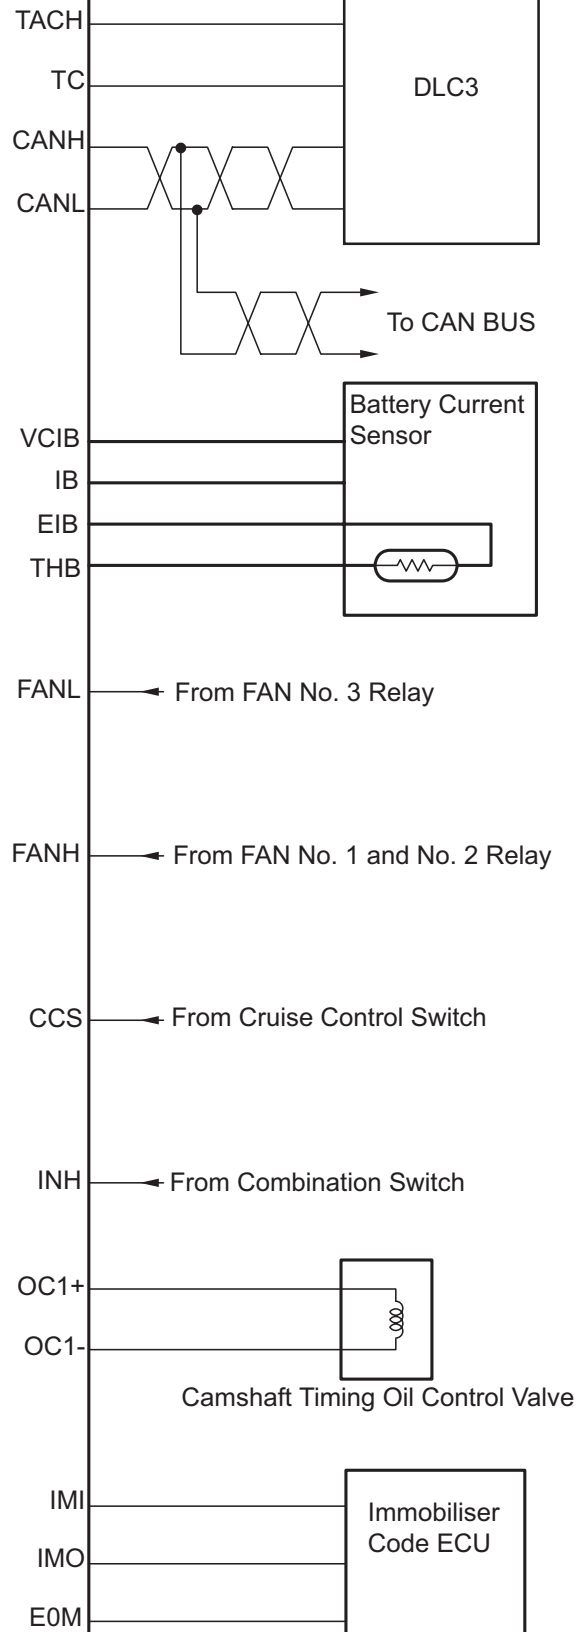 TACH
TC
DLC3
CANH
CANL
To CAN BUS
Battery Current
Sensor
VCIB
IB
EIB
THB
FANL
From FAN No. 3 Relay
FANH
From FAN No. 1 and No. 2 Relay
CCS
From Cruise Control Switch
INH
From Combination Switch
OC1+
OC1-
Camshaft Timing Oil Control Valve
IMI
Immobiliser
Code ECU
IMO
E0M